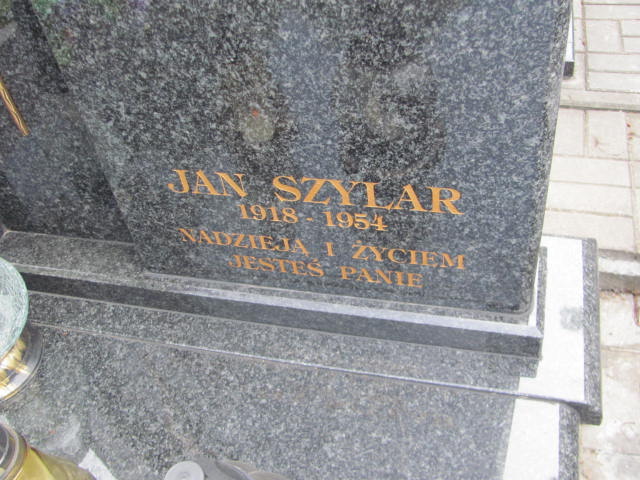 JAN SZYLAR
1918 - 1954
NADZIEJĄ I ŻYCIEM
JESTEŚ PANIE